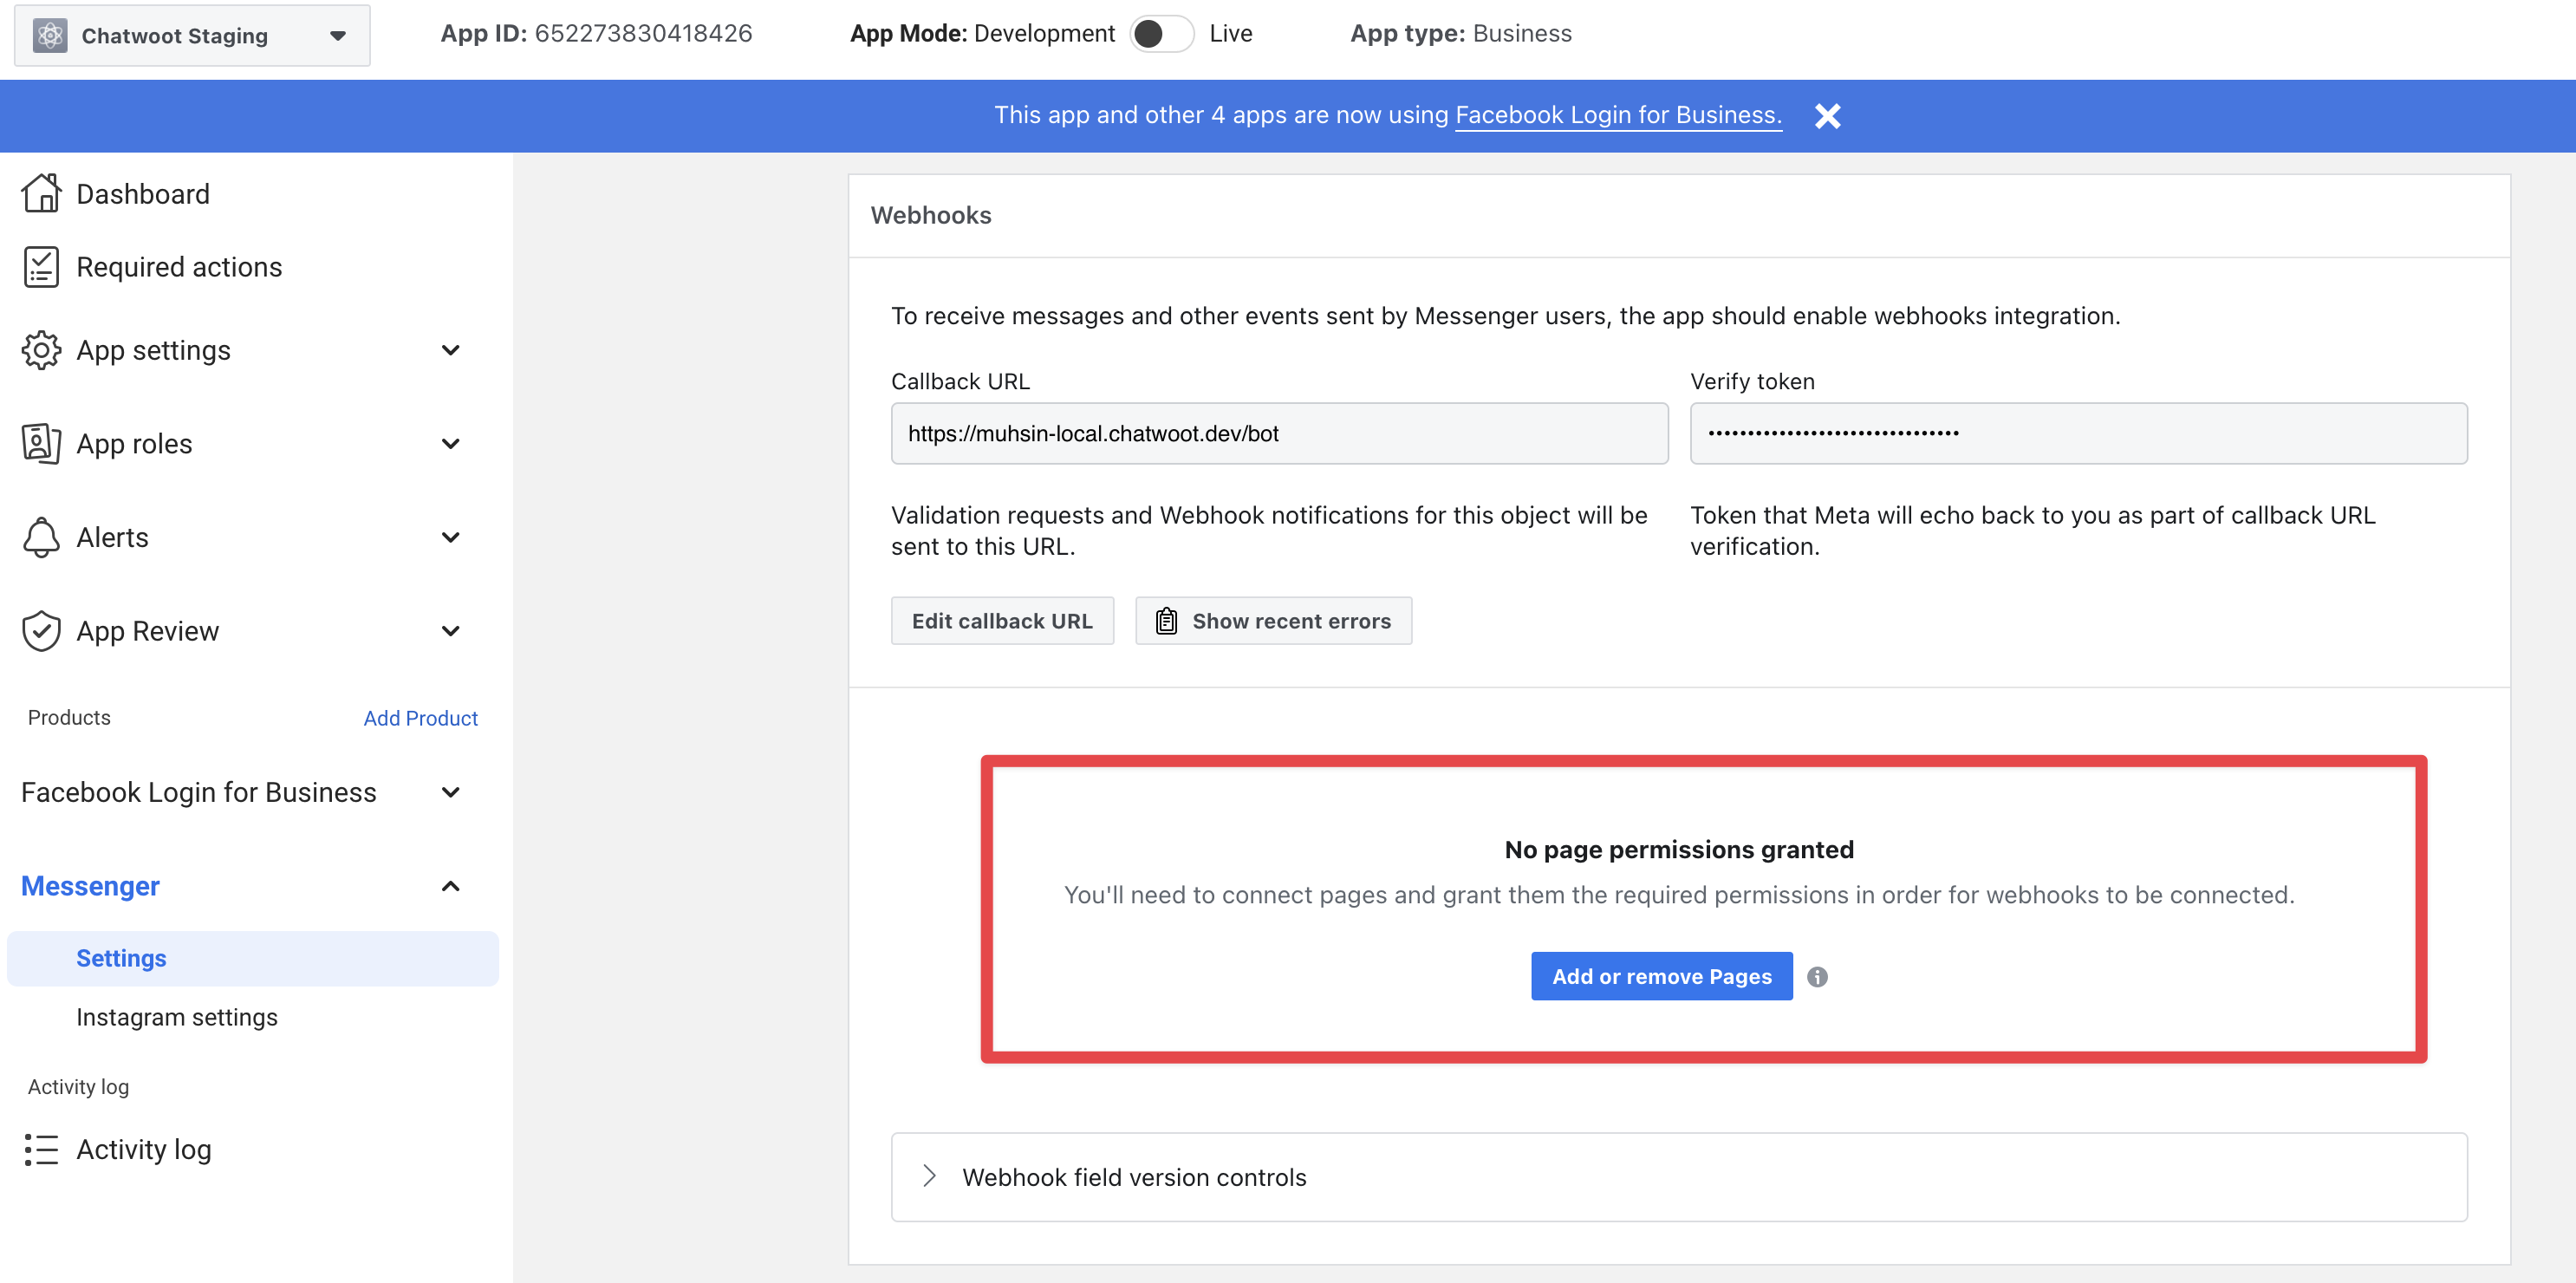 Chatwoot Staging
App ID: 652273830418426
App Mode: Development
Live
App type: Business
This app and other 4 apps are now using Facebook Login for Business.
Dashboard
Required actions
App settings
App roles
Alerts
App Review
Products
Add Product
Facebook Login for Business
Messenger
Settings
Instagram settings
Activity log
Activity log
Webhooks
To receive messages and other events sent by Messenger users, the app should enable webhooks integration.
Callback URL
https://muhsin-local.chatwoot.dev/bot
Validation requests and Webhook notifications for this object will be
sent to this URL.
Verify token
••••••••••••••••••••••••••••••••
Token that Meta will echo back to you as part of callback URL
verification.
Edit callback URL
Show recent errors
No page permissions granted
You'll need to connect pages and grant them the required permissions in order for webhooks to be connected.
Add or remove Pages
Webhook field version controls